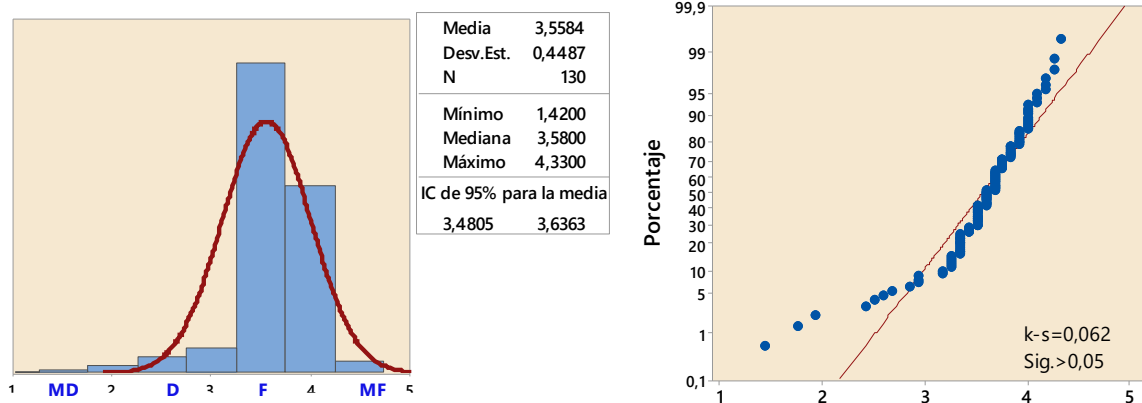 Media 3,5584
Desv.Est. 0,4487
N 130
Mínimo 1,4200
Mediana 3,5800
Máximo 4,3300
IC de 95% para la media
3,4805 3,6363
1 2 3 4 5
MD D F MF
Porcentaje
99,9
99
95
90
80
70
60
50
40
30
20
10
5
1
0,1
k-s=0,062
Sig.>0,05
1 2 3 4 5